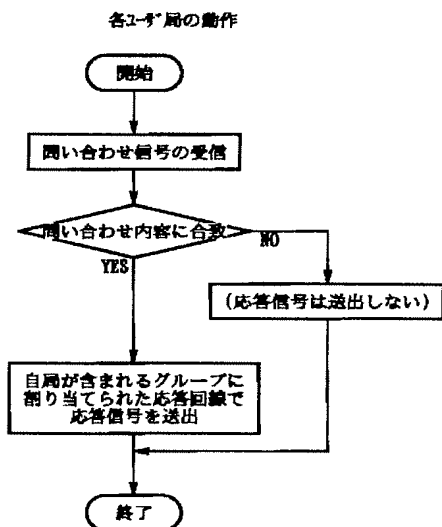 各ユーザ局の動作
開始
問い合わせ信号の受信
問い合わせ内容に合致
NO
YES
(応答信号は送出しない)
自局が含まれるグループに
割り当てられた応答回線で
応答信号を送出
終了